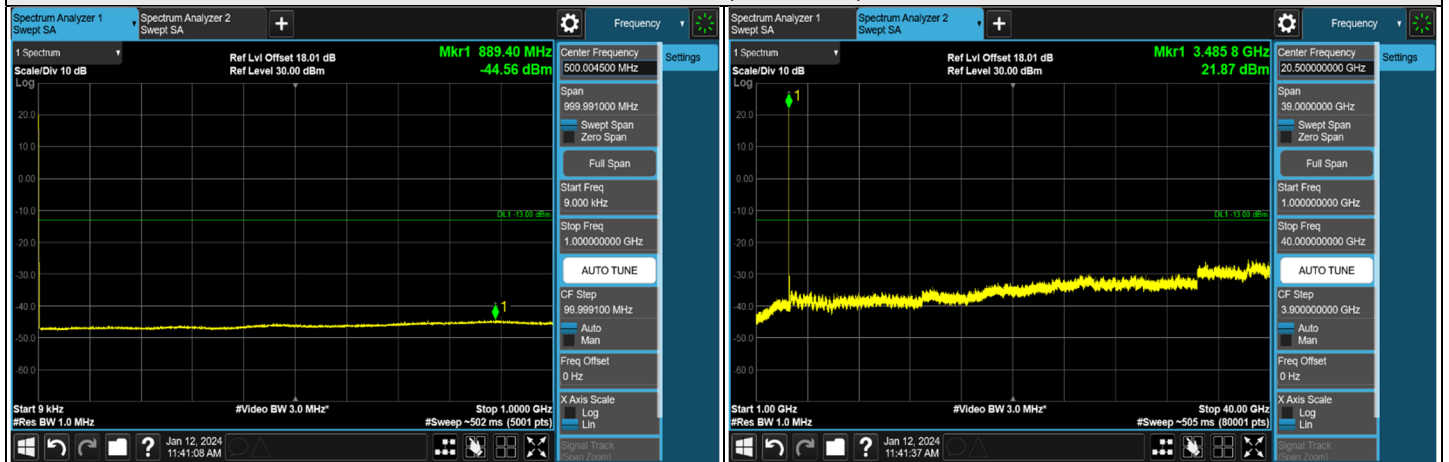 Spectrum Analyzer 1
Swept SA
Spectrum Analyzer 2
Swept SA
Frequency
1 Spectrum
Scale/Div 10 dB
Log
Ref Lvl Offset 18.01 dB
Ref Level 30.00 dBm
Mkr1 889.40 MHz
-44.56 dBm
1
20.0
10.0
0.00
-10.0
-20.0
-30.0
-40.0
-50.0
-60.0
DL1 -13.00 dBm
Start 9 kHz
#Res BW 1.0 MHz
#Video BW 3.0 MHz*
Stop 1.0000 GHz
#Sweep ~502 ms (5001 pts)
Center Frequency
500.004500 MHz
Settings
Span
999.991000 MHz
Swept Span
Zero Span
Full Span
Start Freq
9.000 kHz
Stop Freq
1.000000000 GHz
AUTO TUNE
CF Step
99.999100 MHz
Auto
Man
Freq Offset
0 Hz
X Axis Scale
Log
Lin
Signal Track
(Span Zoom)
?
Jan 12, 2024
11:41:08 AM
Spectrum Analyzer 1
Swept SA
Spectrum Analyzer 2
Swept SA
Frequency
1 Spectrum
Scale/Div 10 dB
Log
Ref Lvl Offset 18.01 dB
Ref Level 30.00 dBm
Mkr1 3.485 8 GHz
21.87 dBm
1
20.0
10.0
0.00
-10.0
-20.0
-30.0
-40.0
-50.0
-60.0
DL1 -13.00 dBm
Start 1.00 GHz
#Res BW 1.0 MHz
#Video BW 3.0 MHz*
Stop 40.00 GHz
#Sweep ~505 ms (80001 pts)
Center Frequency
20.500000000 GHz
Settings
Span
39.0000000 GHz
Swept Span
Zero Span
Full Span
Start Freq
1.000000000 GHz
Stop Freq
40.000000000 GHz
AUTO TUNE
CF Step
3.900000000 GHz
Auto
Man
Freq Offset
0 Hz
X Axis Scale
Log
Lin
Signal Track
(Span Zoom)
?
Jan 12, 2024
11:41:37 AM